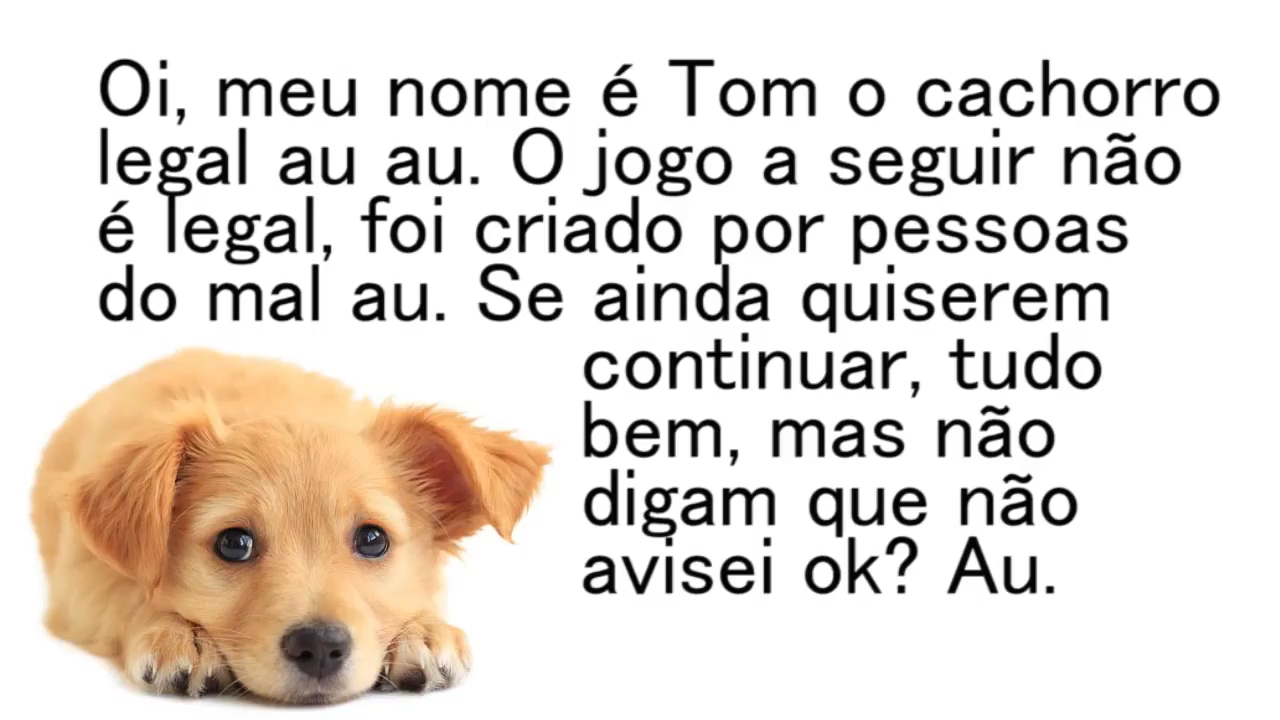 Oi, meu nome é Tom o cachorro
legal au au. O jogo a seguir não
é legal, foi criado por pessoas
do mal au. Se ainda quiserem
continuar, tudo
bem, mas não
digam que não
avisei ok? Au.